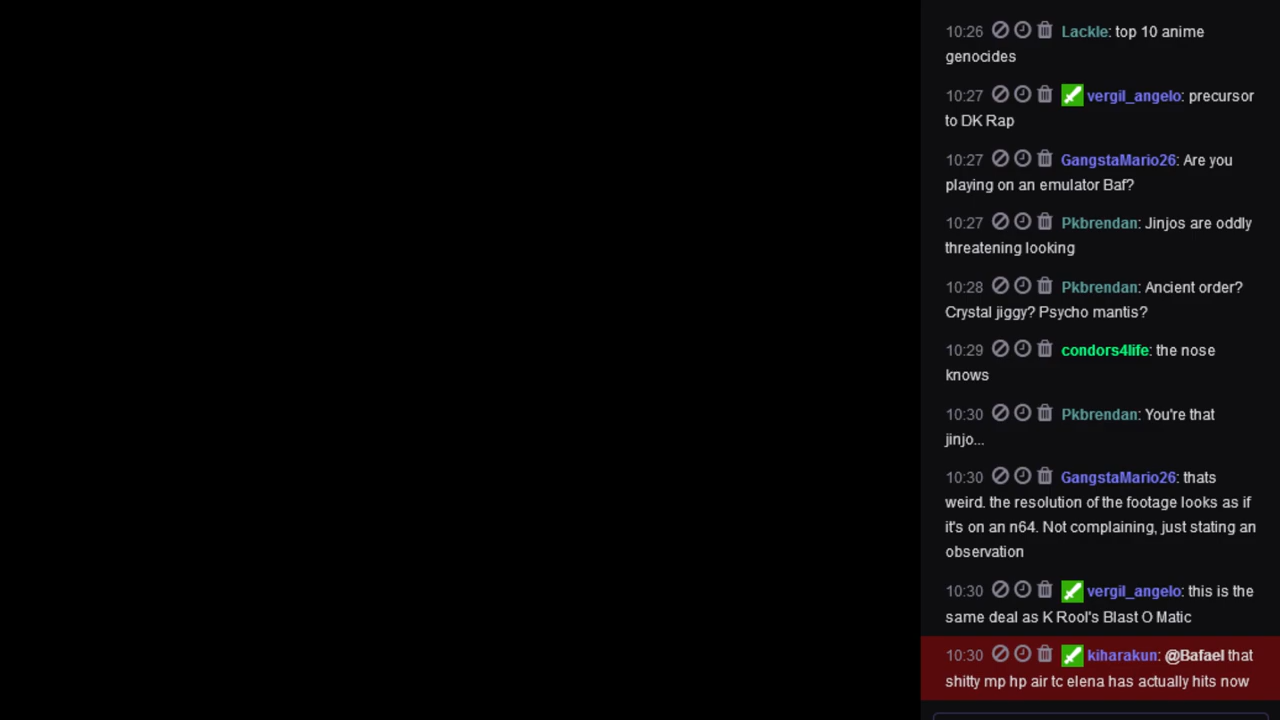 10:26 Lackle: top 10 anime
genocides
10:27 vergil_angelo: precursor
to DK Rap
10:27 GangstaMario26: Are you
playing on an emulator Baf?
10:27 Pkbrendan: Jinjos are oddly
threatening looking
10:28 Pkbrendan: Ancient order?
Crystal jiggy? Psycho mantis?
10:29 condors4life: the nose
knows
10:30 Pkbrendan: You're that
jinjo...
10:30 GangstaMario26: thats
weird. the resolution of the footage looks as if
it's on an n64. Not complaining, just stating an
observation
10:30 vergil_angelo: this is the
same deal as K Rool's Blast O Matic
10:30 kiharakun: @Bafael that
shitty mp hp air tc elena has actually hits now